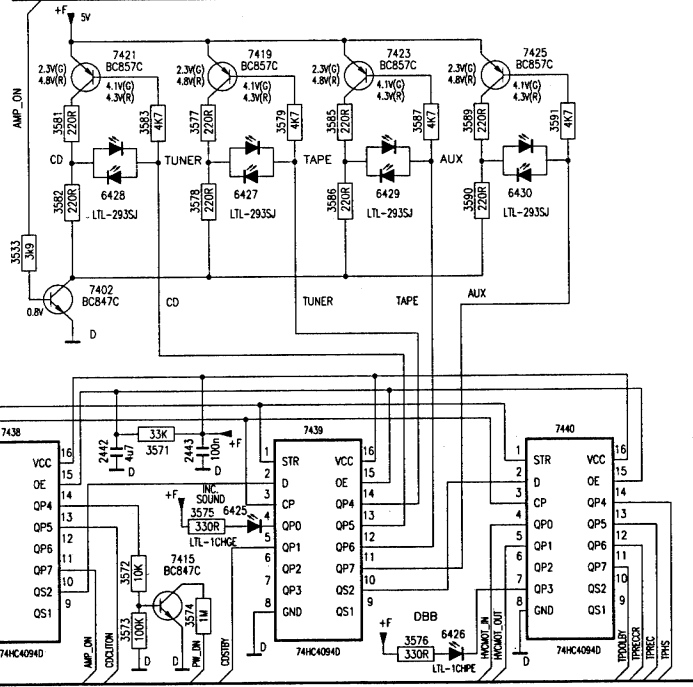 +F 5V
7421 BC857C
7419 BC857C
7423 BC857C
7425 BC857C
2.3V(G) 4.8V(R)
2.3V(G) 4.8V(R)
2.3V(G) 4.8V(R)
2.3V(G) 4.8V(R)
4.1V(G) 4.3V(R)
4.1V(G) 4.3V(R)
4.1V(G) 4.3V(R)
4.1V(G) 4.3V(R)
AMP_ON
3581 220R
3583 4K7
3577 220R
3579 4K7
3585 220R
3587 4K7
3589 220R
3591 4K7
CD
TUNER
TAPE
AUX
3582 220R
6428 LTL-293SJ
3578 220R
6427 LTL-293SJ
3586 220R
6429 LTL-293SJ
3590 220R
6430 LTL-293SJ
3533 3k9
7402 BC847C
0.8V
D
CD
TUNER
TAPE
AUX
7438
16 VCC
15 OE
14 QP4
13 QP5
12 QP6
11 QP7
10 QS2
9 QS1
74HC4094D
2442 4u7
33K 3571
2443 100n
+F
D
D
+F
INC. SOUND
3575 330R
6425
LTL-1CHGE
3572 10K
7415 BC847C
3573 100K
3574 1M
D
D
AMP_ON
CDCUTON
PW_ON
CDSTBY
7439
1 STR
2 D
3 CP
4 QP0
5 QP1
6 QP2
7 QP3
8 GND
VCC 16
OE 15
QP4 14
QP5 13
QP6 12
QP7 11
QS2 10
QS1 9
D
74HC4094D
DBB
+F
3576 330R
6426
LTL-1CHPE
HVCMOT_IN
HVCMOT_OUT
7440
1 STR
2 D
3 CP
4 QP0
5 QP1
6 QP2
7 QP3
8 GND
VCC 16
OE 15
QP4 14
QP5 13
QP6 12
QP7 11
QS2 10
QS1 9
D
74HC4094D
TPDOLBY
TPRECCR
TPREC
TPHS